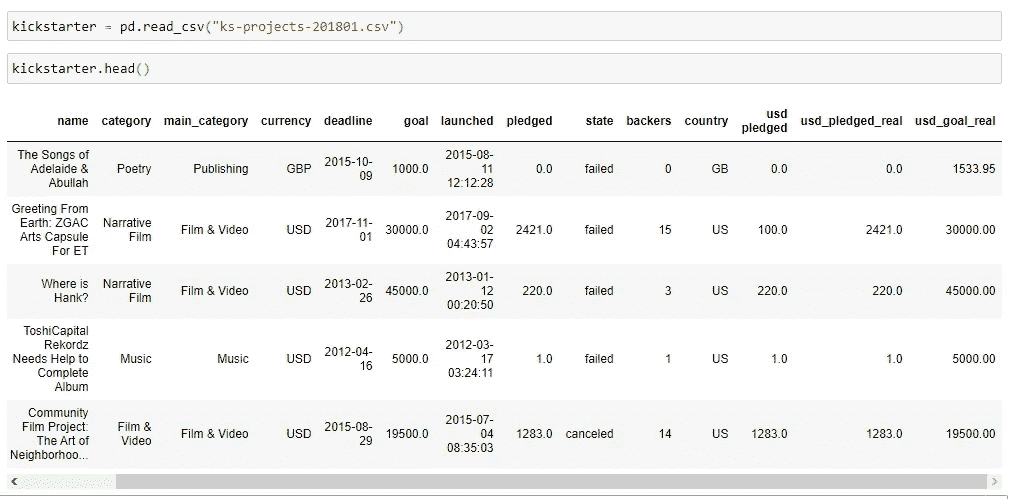 kickstarter = pd.read_csv("ks-projects-201801.csv")
kickstarter.head()
name category main_category currency deadline goal launched pledged state backers country usd pledged usd_pledged_real usd_goal_real
The Songs of Adelaide & Abullah Poetry Publishing GBP 2015-10-09 1000.0 2015-08-11 12:12:28 0.0 failed 0 GB 0.0 0.0 1533.95
Greeting From Earth: ZGAC Arts Capsule For ET Narrative Film Film & Video USD 2017-11-01 30000.0 2017-09-02 04:43:57 2421.0 failed 15 US 100.0 2421.0 30000.00
Where is Hank? Narrative Film Film & Video USD 2013-02-26 45000.0 2013-01-12 00:20:50 220.0 failed 3 US 220.0 220.0 45000.00
ToshiCapital Rekordz Needs Help to Complete Album Music Music USD 2012-04-16 5000.0 2012-03-17 03:24:11 1.0 failed 1 US 1.0 1.0 5000.00
Community Film Project: The Art of Neighborhoo... Film & Video Film & Video USD 2015-08-29 19500.0 2015-07-04 08:35:03 1283.0 canceled 14 US 1283.0 1283.0 19500.00